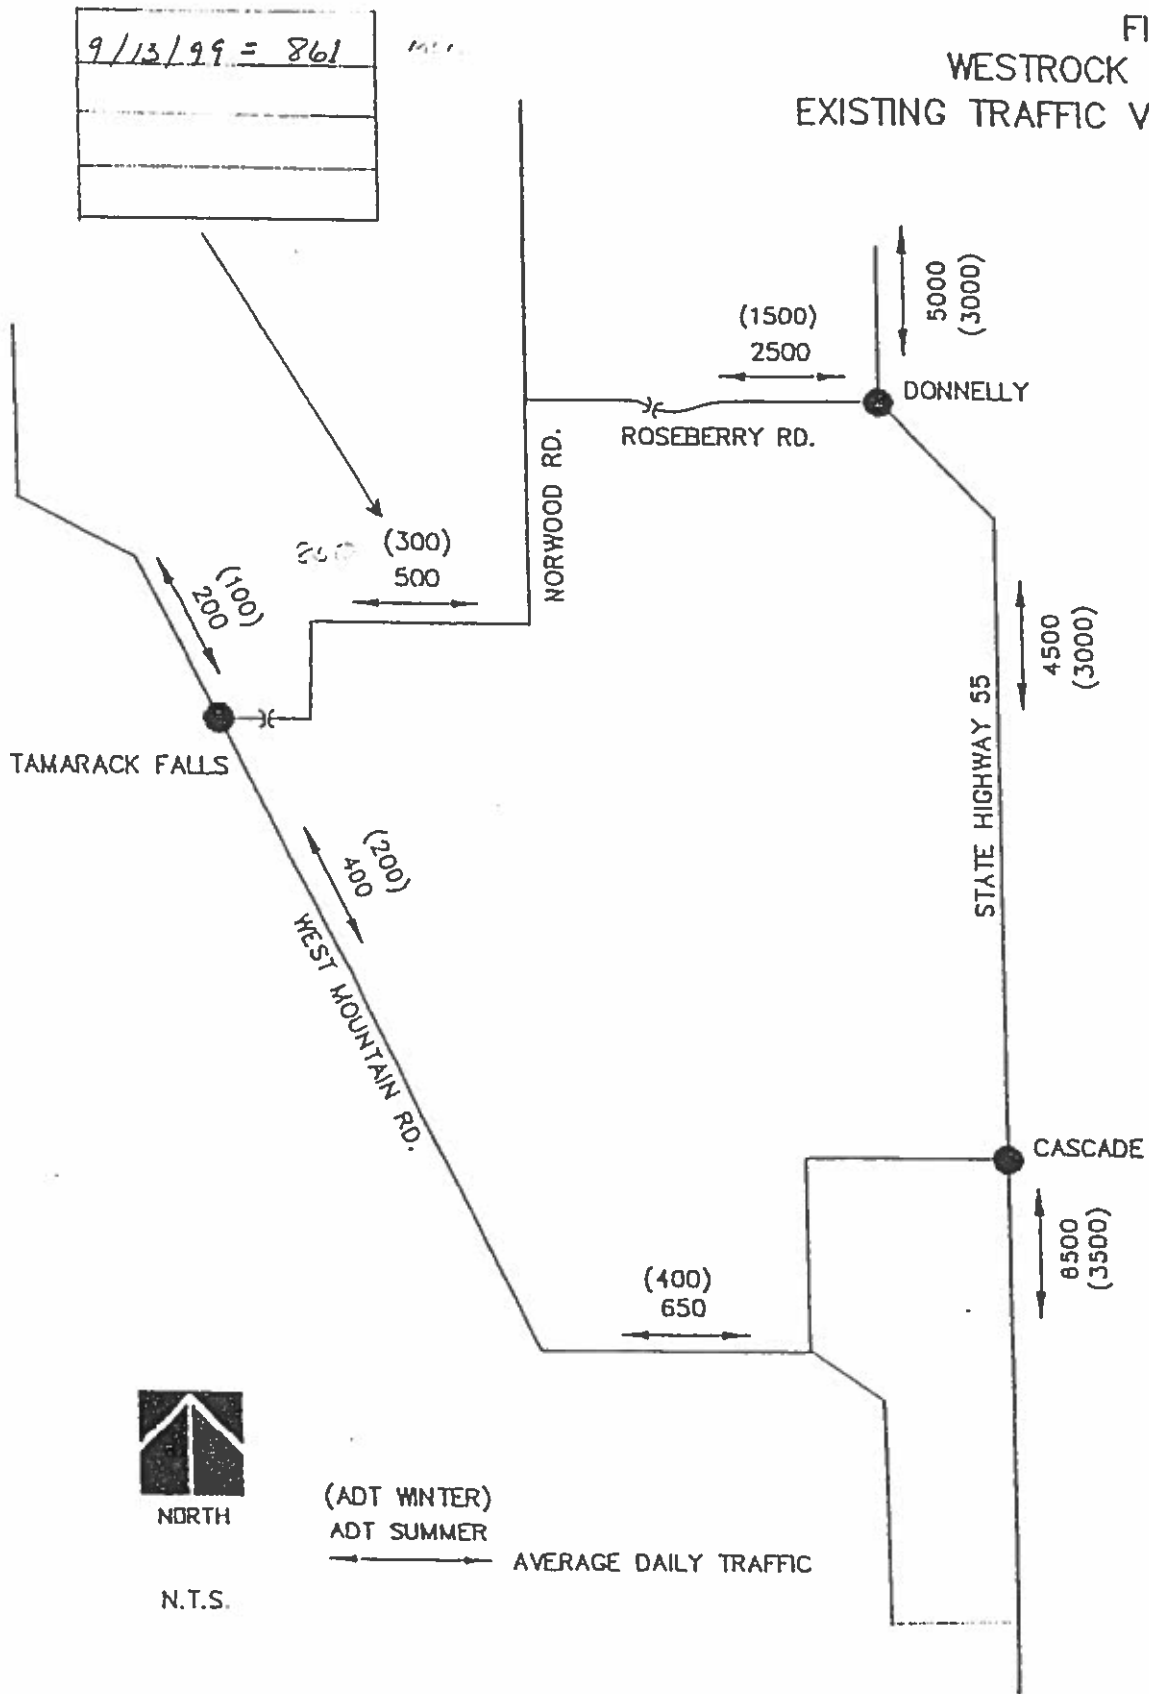 9/13/99 = 861
FI
WESTROCK
EXISTING TRAFFIC V
5000
(3000)
(1500)
2500
DONNELLY
ROSEBERRY RD.
NORWOOD RD.
(300)
500
(100)
200
4500
(3000)
STATE HIGHWAY 55
TAMARACK FALLS
(200)
400
WEST MOUNTAIN RD.
CASCADE
8500
(3500)
(400)
650
NORTH
N.T.S.
(ADT WINTER)
ADT SUMMER
AVERAGE DAILY TRAFFIC